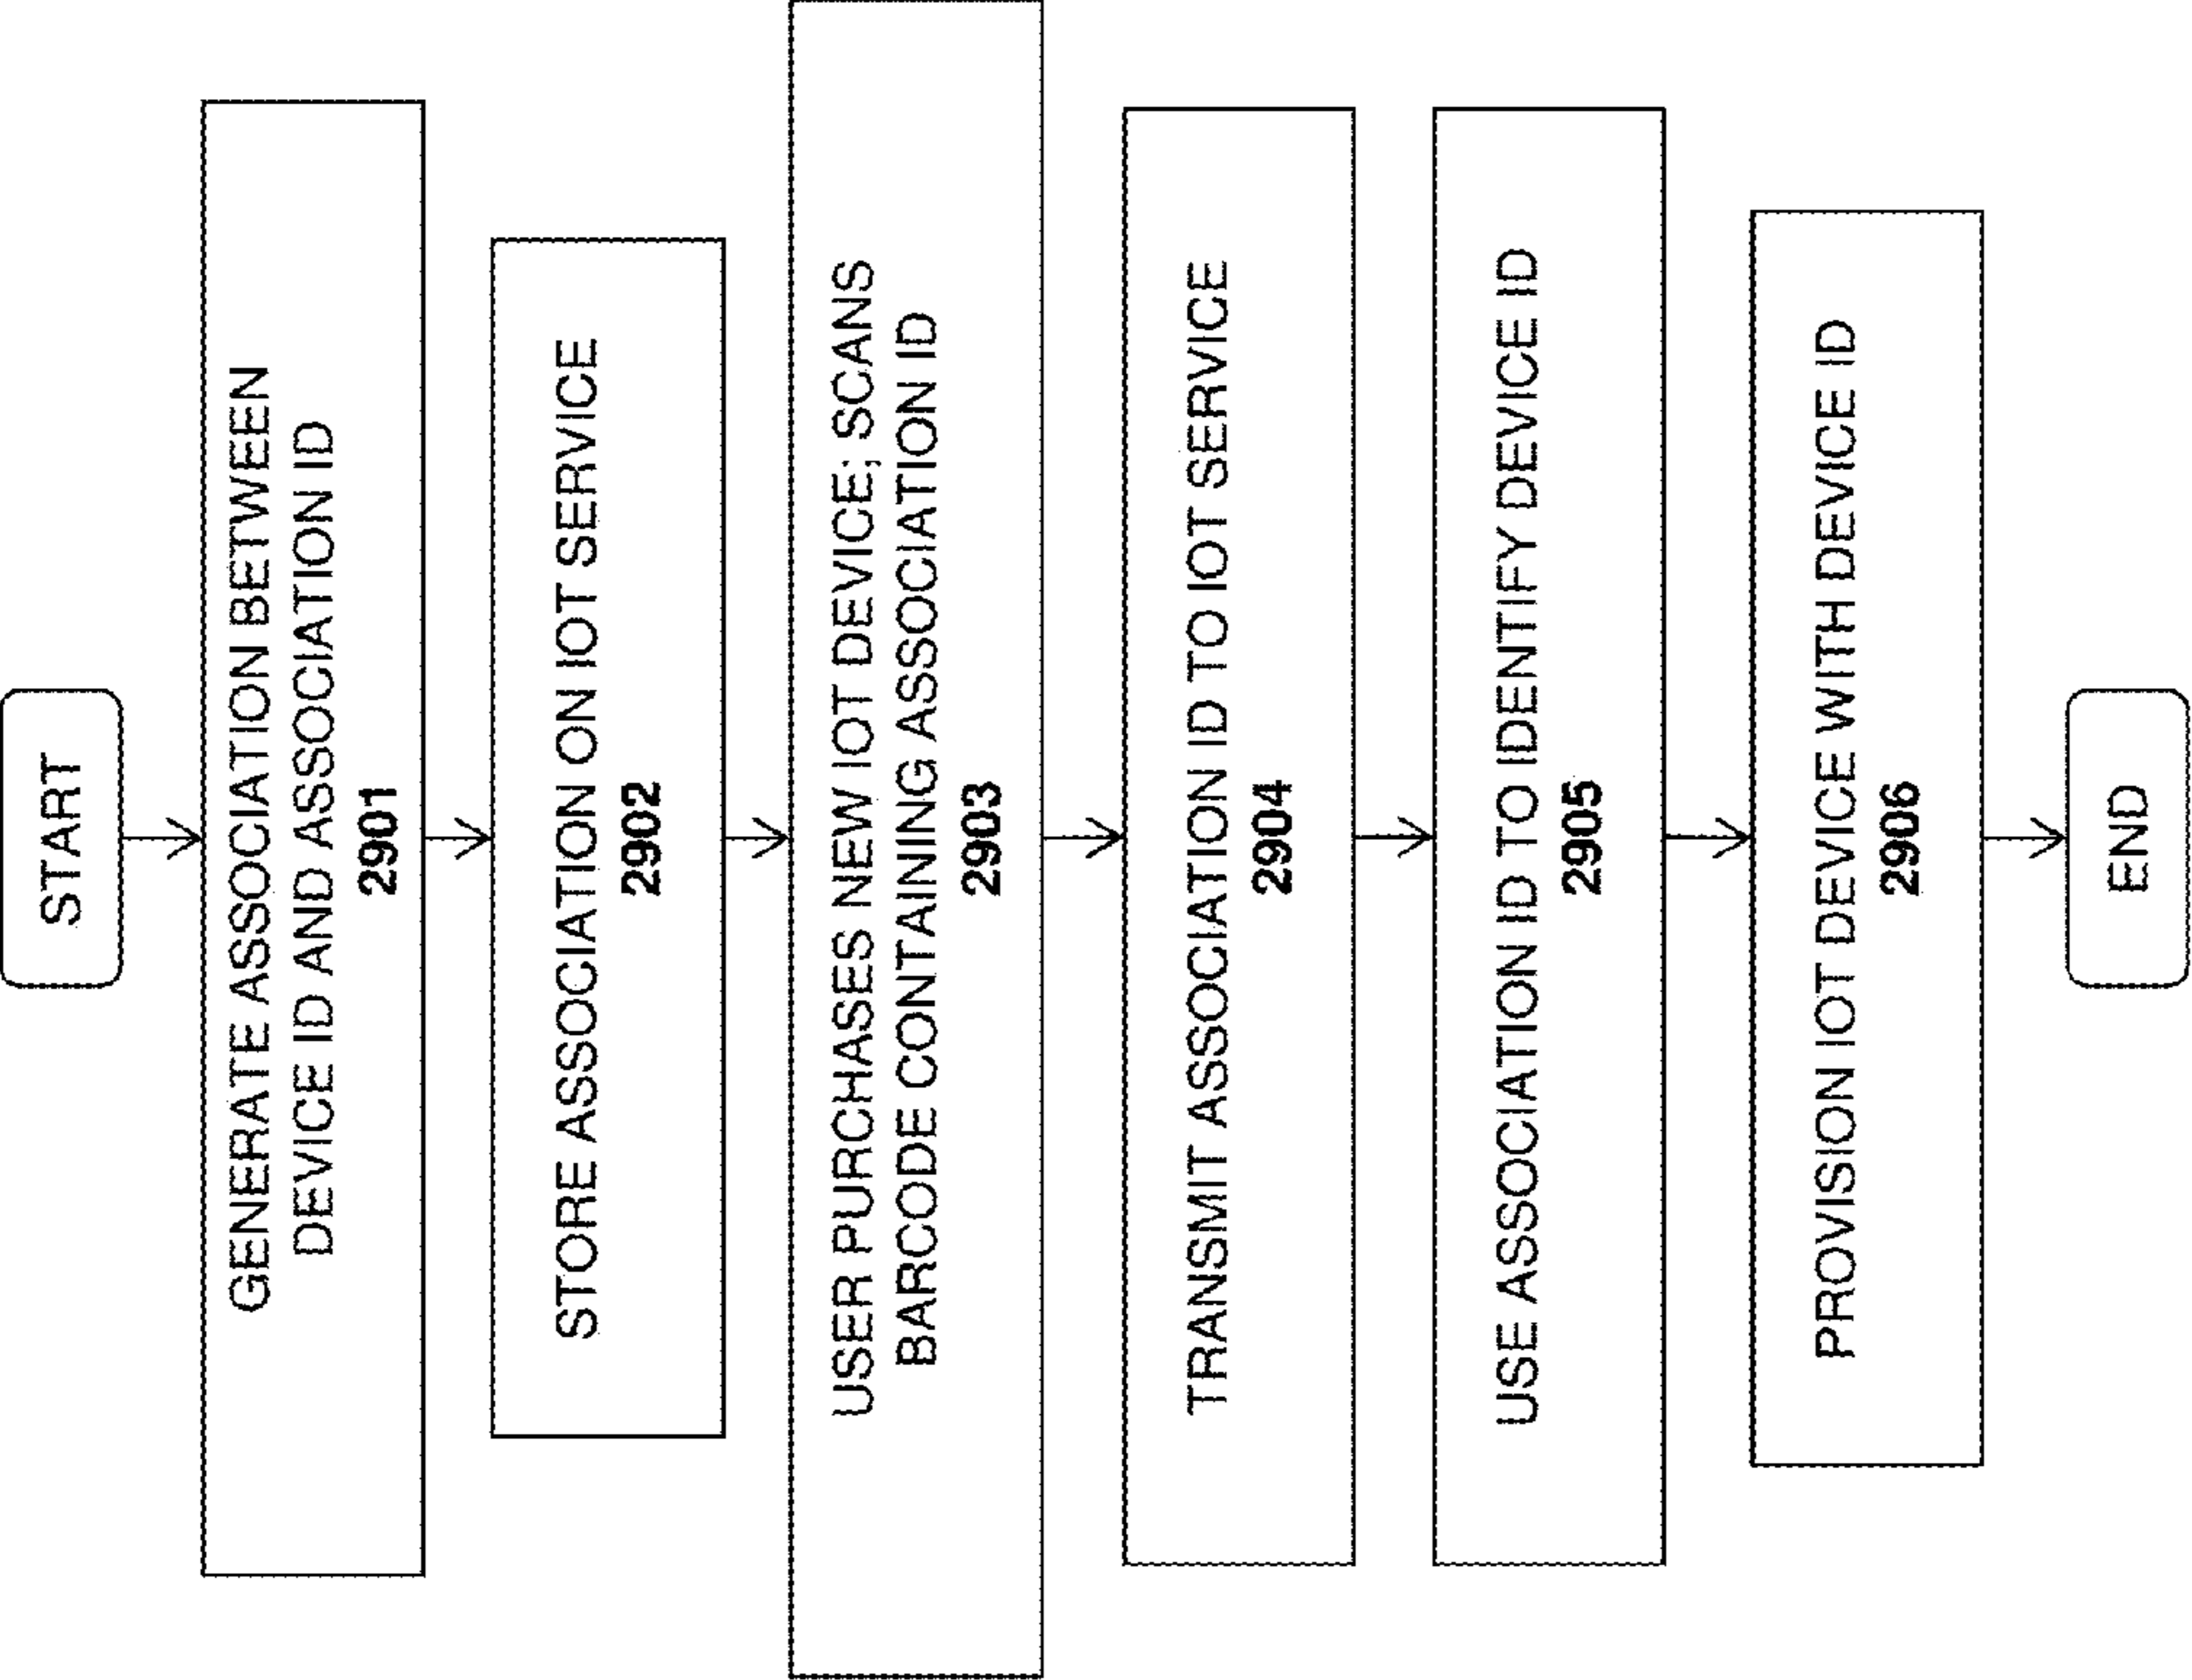 START
GENERATE ASSOCIATION BETWEEN
DEVICE ID AND ASSOCIATION ID
2901
STORE ASSOCIATION ON IOT SERVICE
2902
USER PURCHASES NEW IOT DEVICE; SCANS
BARCODE CONTAINING ASSOCIATION ID
2903
TRANSMIT ASSOCIATION ID TO IOT SERVICE
2904
USE ASSOCIATION ID TO IDENTIFY DEVICE ID
2905
PROVISION IOT DEVICE WITH DEVICE ID
2906
END